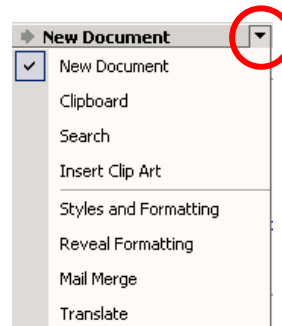 New Document
New Document
Clipboard
Search
Insert Clip Art
Styles and Formatting
Reveal Formatting
Mail Merge
Translate